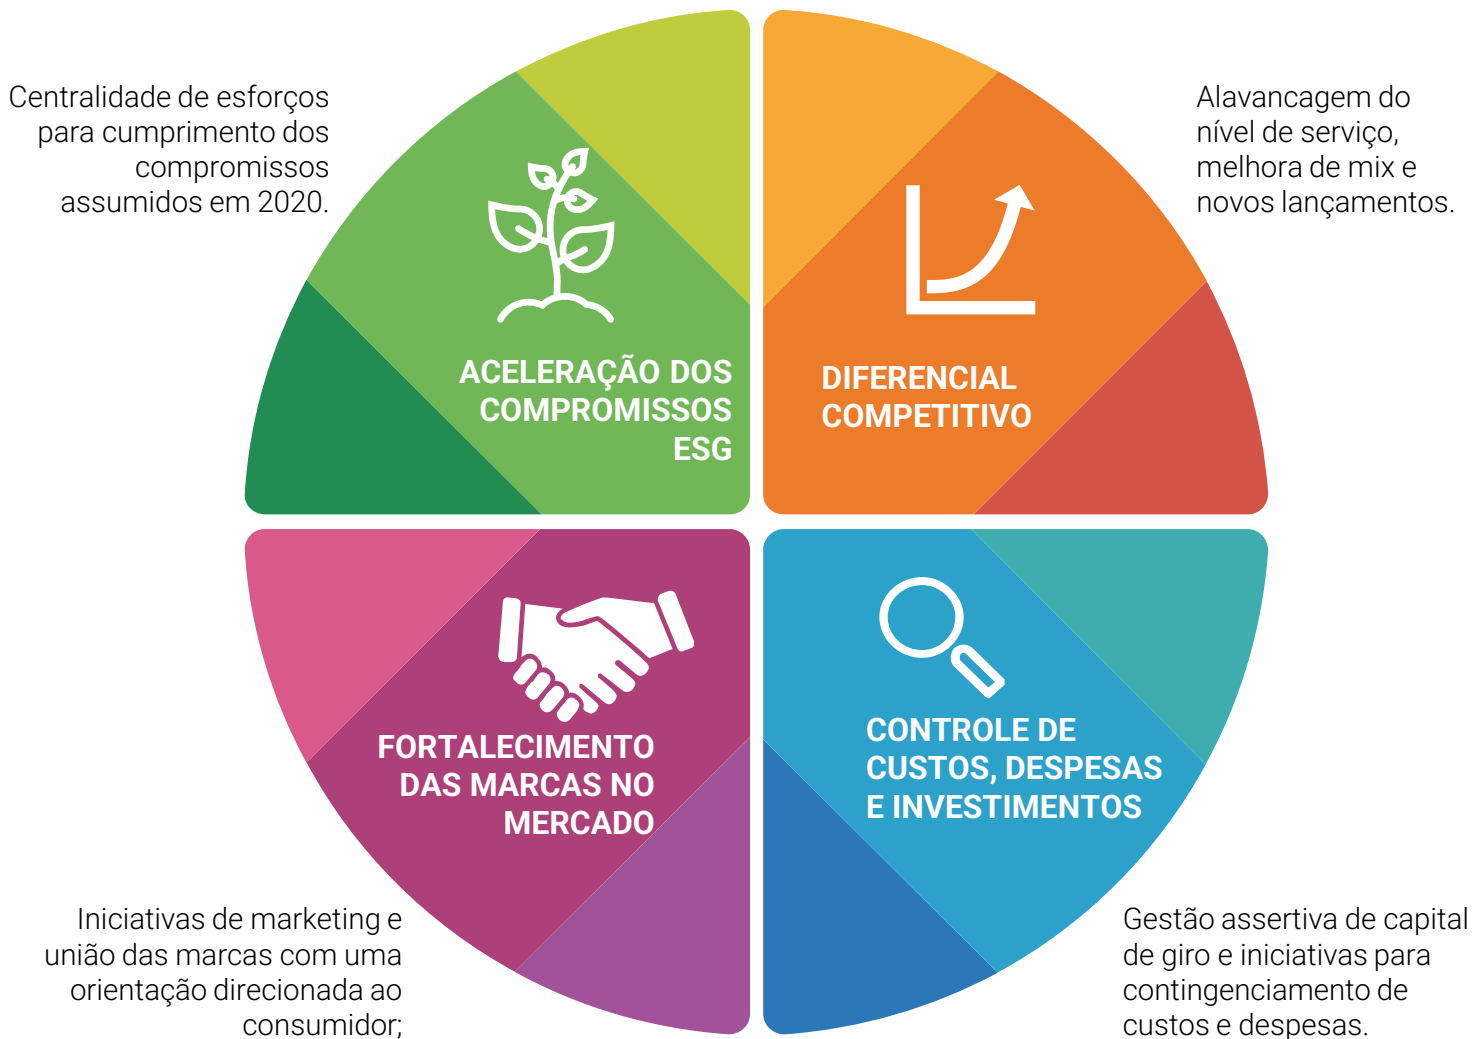 Centralidade de esforços
para cumprimento dos
compromissos
assumidos em 2020.
ACELERAÇÃO DOS
COMPROMISSOS
ESG
Alavancagem do
nível de serviço,
melhora de mix e
novos lançamentos.
DIFERENCIAL
COMPETITIVO
FORTALECIMENTO
DAS MARCAS NO
MERCADO
Iniciativas de marketing e
união das marcas com uma
orientação direcionada ao
consumidor;
CONTROLE DE
CUSTOS, DESPESAS
E INVESTIMENTOS
Gestão assertiva de capital
de giro e iniciativas para
contingenciamento de
custos e despesas.